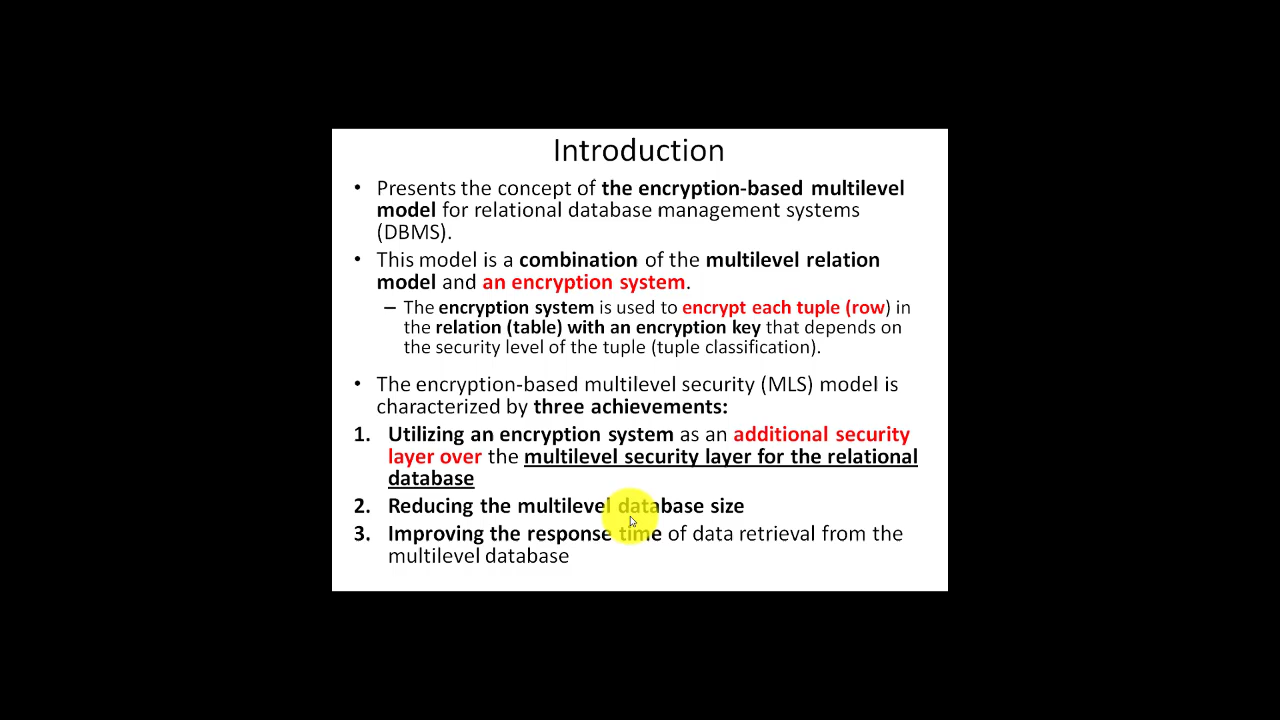 Introduction
• Presents the concept of the encryption-based multilevel
model for relational database management systems
(DBMS).
• This model is a combination of the multilevel relation
model and an encryption system.
– The encryption system is used to encrypt each tuple (row) in
the relation (table) with an encryption key that depends on
the security level of the tuple (tuple classification).
• The encryption-based multilevel security (MLS) model is
characterized by three achievements:
1. Utilizing an encryption system as an additional security
layer over the multilevel security layer for the relational
database
2. Reducing the multilevel database size
3. Improving the response time of data retrieval from the
multilevel database